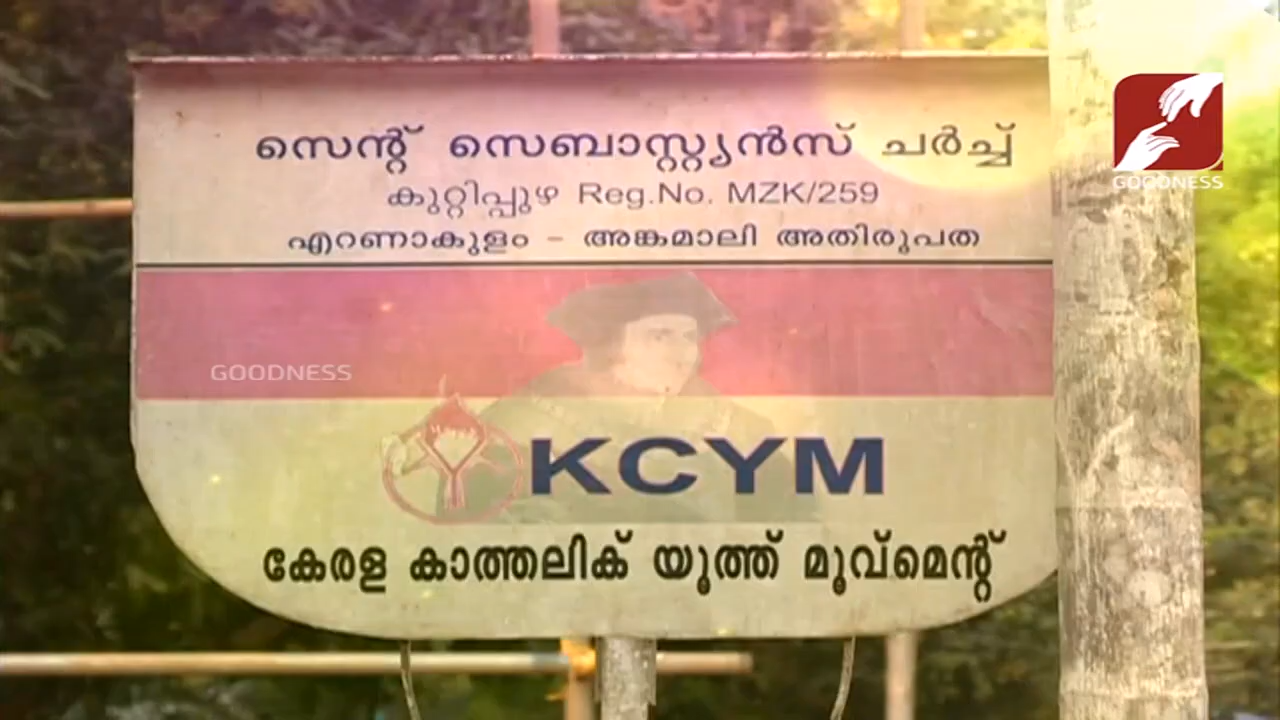 സെന്റ് സെബാസ്റ്റ്യൻസ് ചർച്ച്
കുറ്റിപ്പുഴ Reg.No. MZK/259
എറണാകുളം - അങ്കമാലി അതിരൂപത
GOODNESS
GOODNESS
KCYM
കേരള കാത്തലിക് യൂത്ത് മൂവ്മെന്റ്